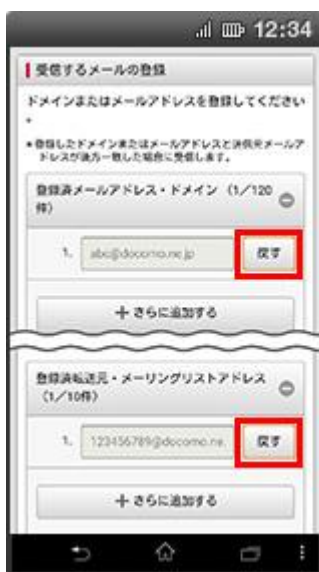 12:34
受信するメールの登録
ドメインまたはメールアドレスを登録してください
。
*登録したドメインまたはメールアドレスと送信元メールア
ドレスが後方一致した場合に受信します。
登録済メールアドレス・ドメイン（1/120
件）
1. abc@docomo.ne.jp 戻す
＋さらに追加する
登録済転送元・メーリングリストアドレス
（1/10件）
1. 123456789@docomo.ne. 戻す
＋さらに追加する